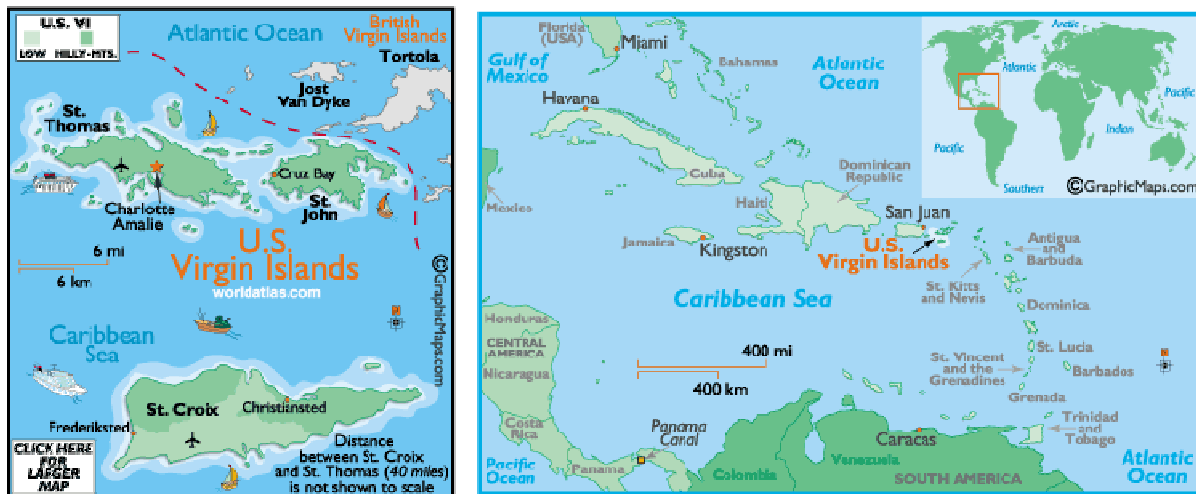 U.S. VI
LOW HILLY-MTS.
Atlantic Ocean
British
Virgin Islands
Tortola
Jost
Van Dyke
St.
Thomas
Cruz Bay
St.
John
Charlotte
Amalie
6 mi
6 km
U.S.
Virgin Islands
worldatlas.com
©GraphicMaps.com
Caribbean
Sea
St. Croix
Christiansted
Frederiksted
Distance
between St. Croix
and St. Thomas (40 miles)
is not shown to scale
CLICK HERE
FOR
LARGER
MAP
Florida
(USA)
Miami
Gulf of
Mexico
Bahamas
Atlantic
Ocean
Havana
Cuba
Mexico
Dominican
Republic
Haiti
San Juan
Jamaica
Kingston
U.S.
Virgin Islands
Antigua
and
Barbuda
St. Kitts
and Nevis
Caribbean Sea
Dominica
Honduras
CENTRAL
AMERICA
Nicaragua
400 mi
400 km
St. Lucia
St. Vincent
and the
Grenadines
Barbados
Grenada
Costa
Rica
Panama
Canal
Caracas
Trinidad
and
Tobago
Pacific
Ocean
Panama
Colombia
Venezuela
SOUTH AMERICA
Atlantic
Ocean
Arctic
Atlantic
Pacific
Indian
Pacific
Southern
©GraphicMaps.com